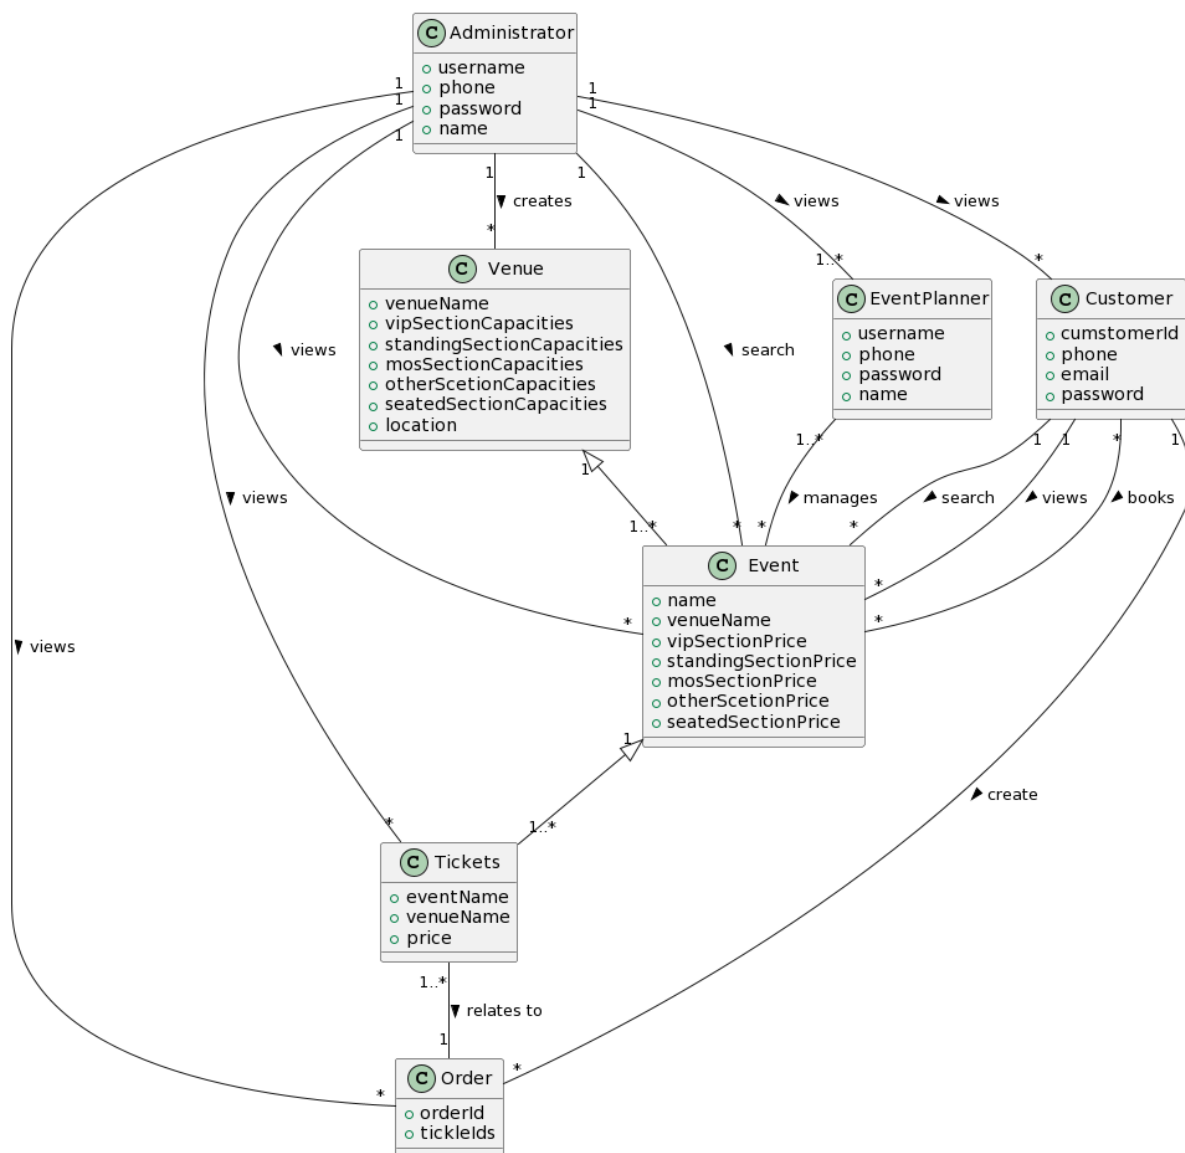 C Administrator
username
phone
password
name
1
1
1
1
1
1
1
creates
views
views
*
1..*
*
C Venue
venueName
vipSectionCapacities
standingSectionCapacities
mosSectionCapacities
otherScetionCapacities
seatedSectionCapacities
location
C EventPlanner
username
phone
password
name
C Customer
cumstomerId
phone
email
password
views
search
1
1..*
1
1
*
1
views
manages
search
views
books
1..*
*
*
*
*
*
*
C Event
name
venueName
vipSectionPrice
standingSectionPrice
mosSectionPrice
otherScetionPrice
seatedSectionPrice
views
1
create
*
1..*
C Tickets
eventName
venueName
price
1..*
relates to
1
*
*
C Order
orderId
tickleIds